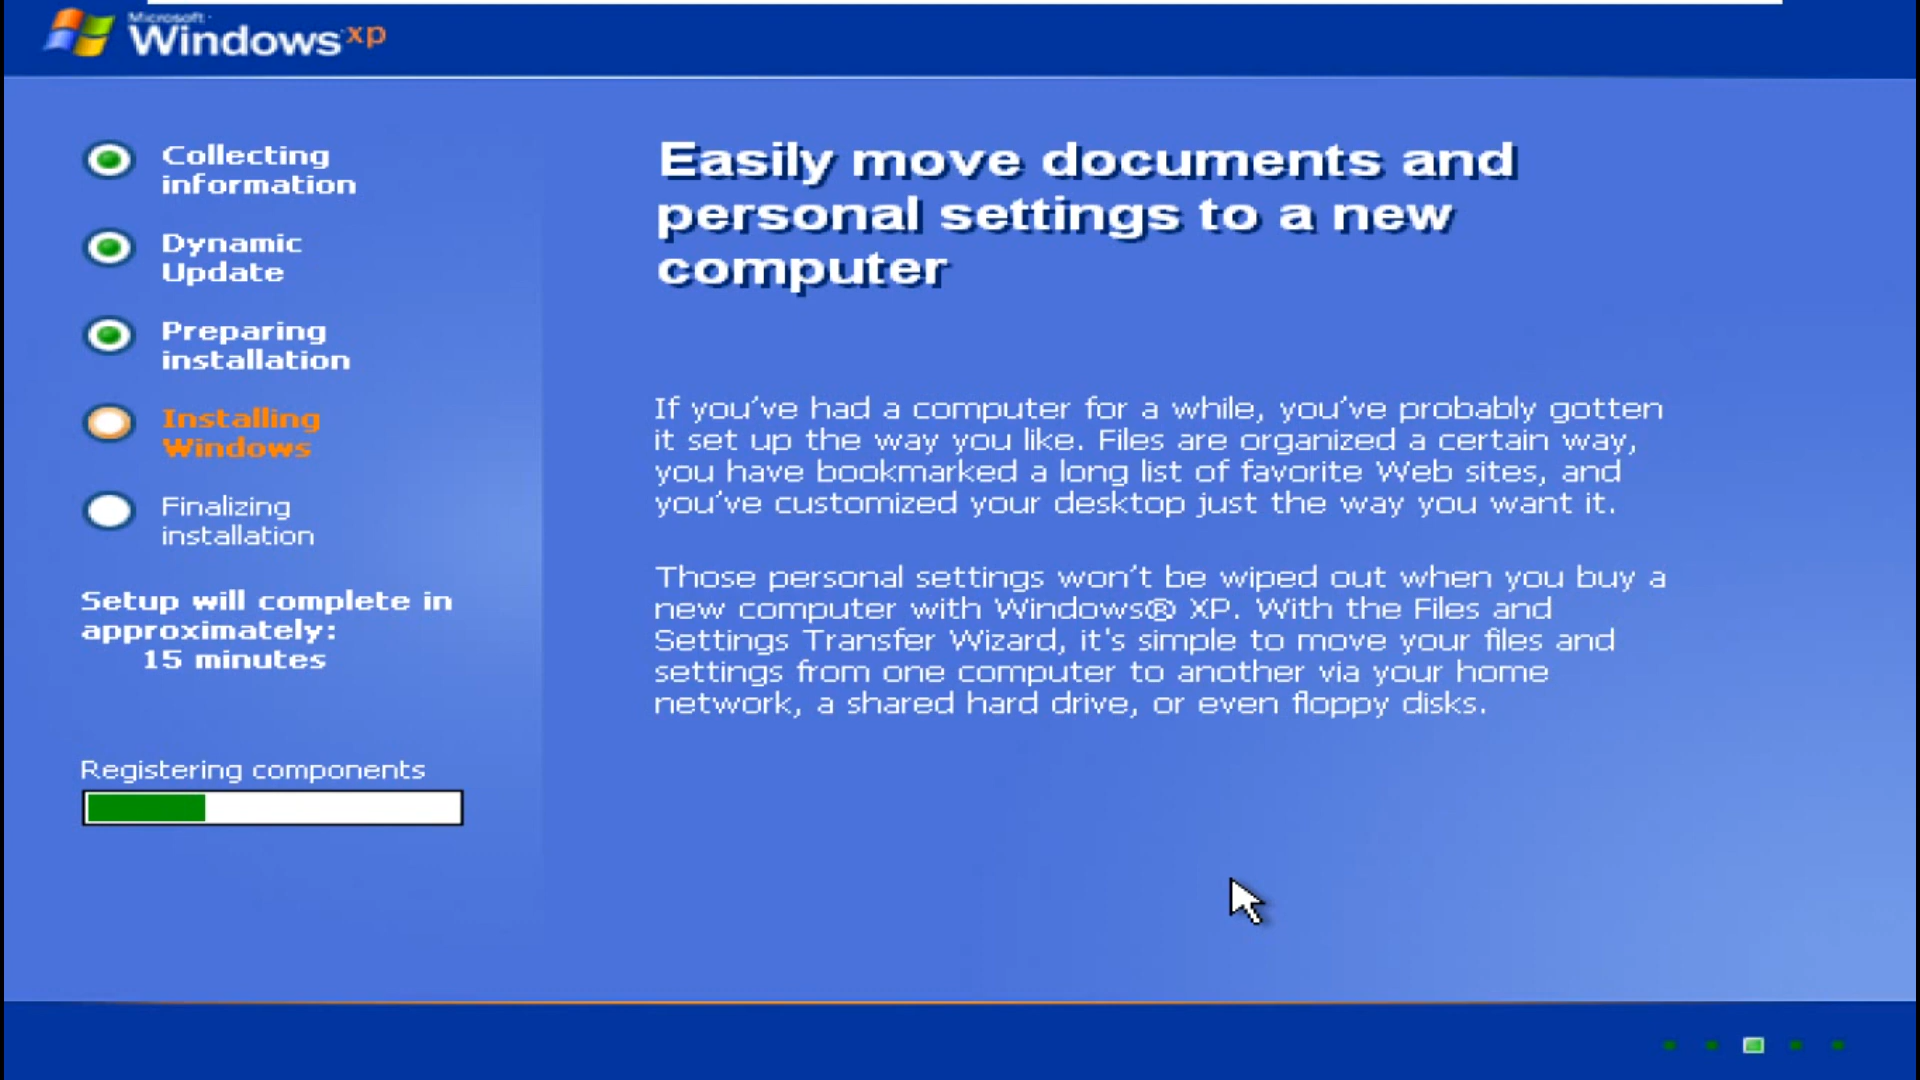 Microsoft
Windows xp
Collecting
information
Dynamic
Update
Preparing
installation
Installing
Windows
Finalizing
installation
Setup will complete in
approximately:
15 minutes
Registering components
Easily move documents and
personal settings to a new
computer
If you've had a computer for a while, you've probably gotten
it set up the way you like. Files are organized a certain way,
you have bookmarked a long list of favorite Web sites, and
you've customized your desktop just the way you want it.
Those personal settings won't be wiped out when you buy a
new computer with Windows® XP. With the Files and
Settings Transfer Wizard, it's simple to move your files and
settings from one computer to another via your home
network, a shared hard drive, or even floppy disks.